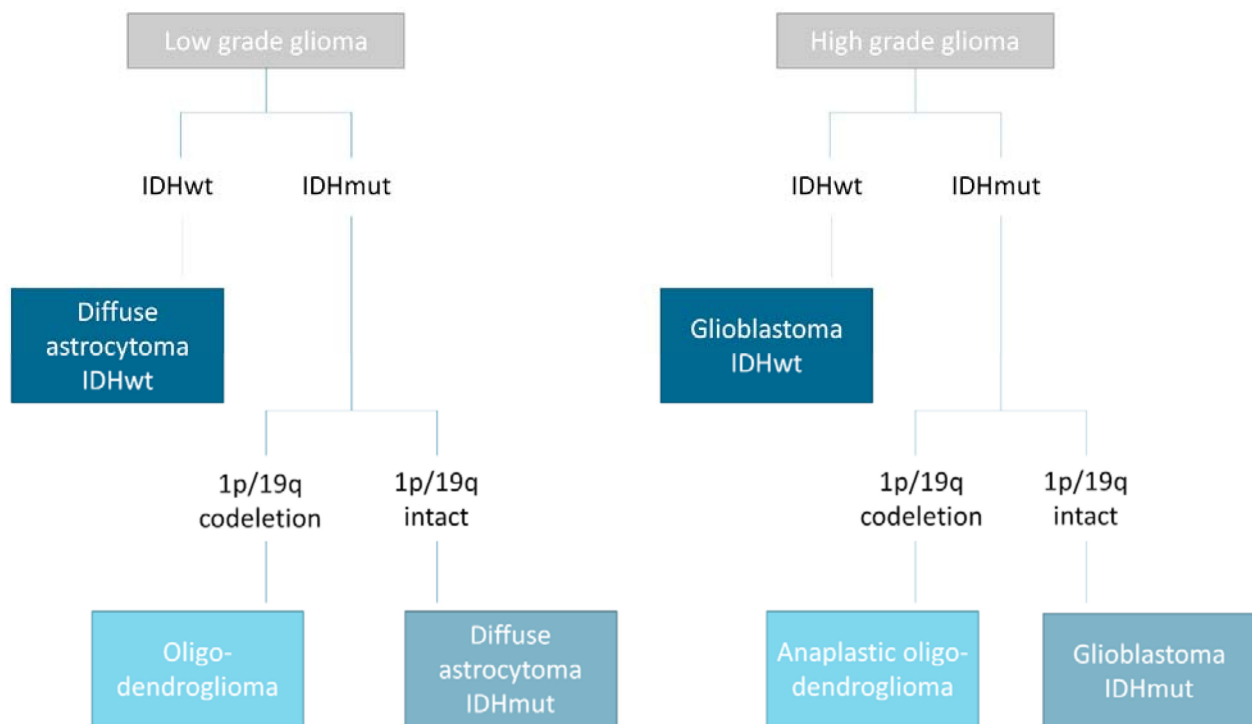 Low grade glioma
High grade glioma
IDHwt
IDHmut
IDHwt
IDHmut
Diffuse
astrocytoma
IDHwt
Glioblastoma
IDHwt
1p/19q
codeletion
1p/19q
intact
1p/19q
codeletion
1p/19q
intact
Oligo-
dendroglioma
Diffuse
astrocytoma
IDHmut
Anaplastic oligo-
dendroglioma
Glioblastoma
IDHmut